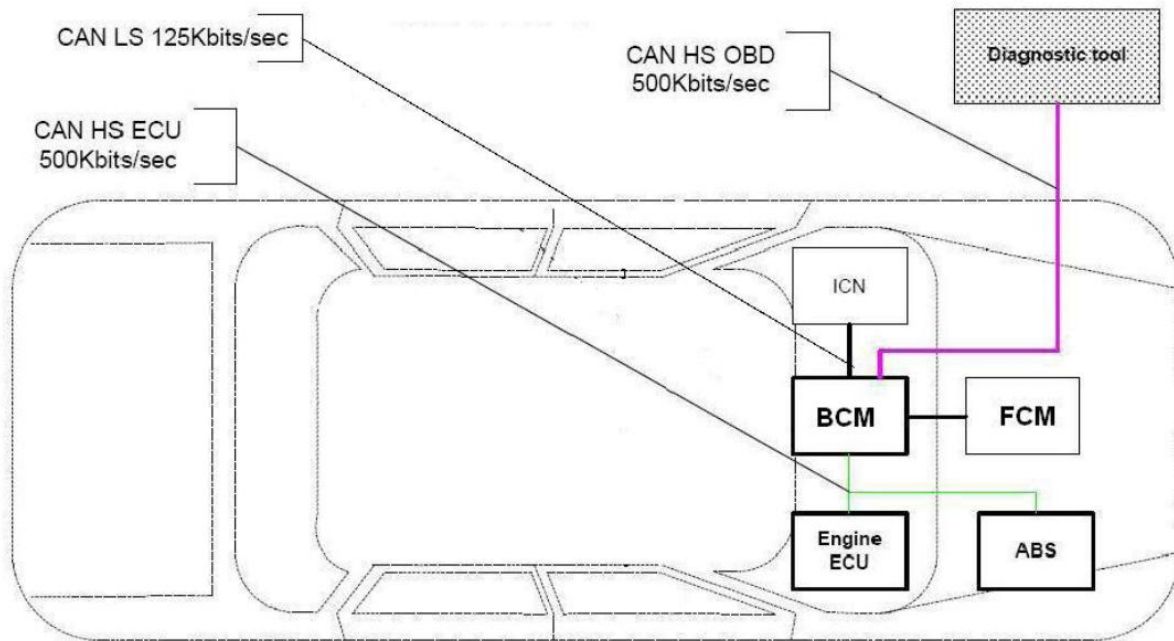 CAN LS 125Kbits/sec
CAN HS OBD
500Kbits/sec
Diagnostic tool
CAN HS ECU
500Kbits/sec
ICN
BCM
FCM
Engine
ECU
ABS